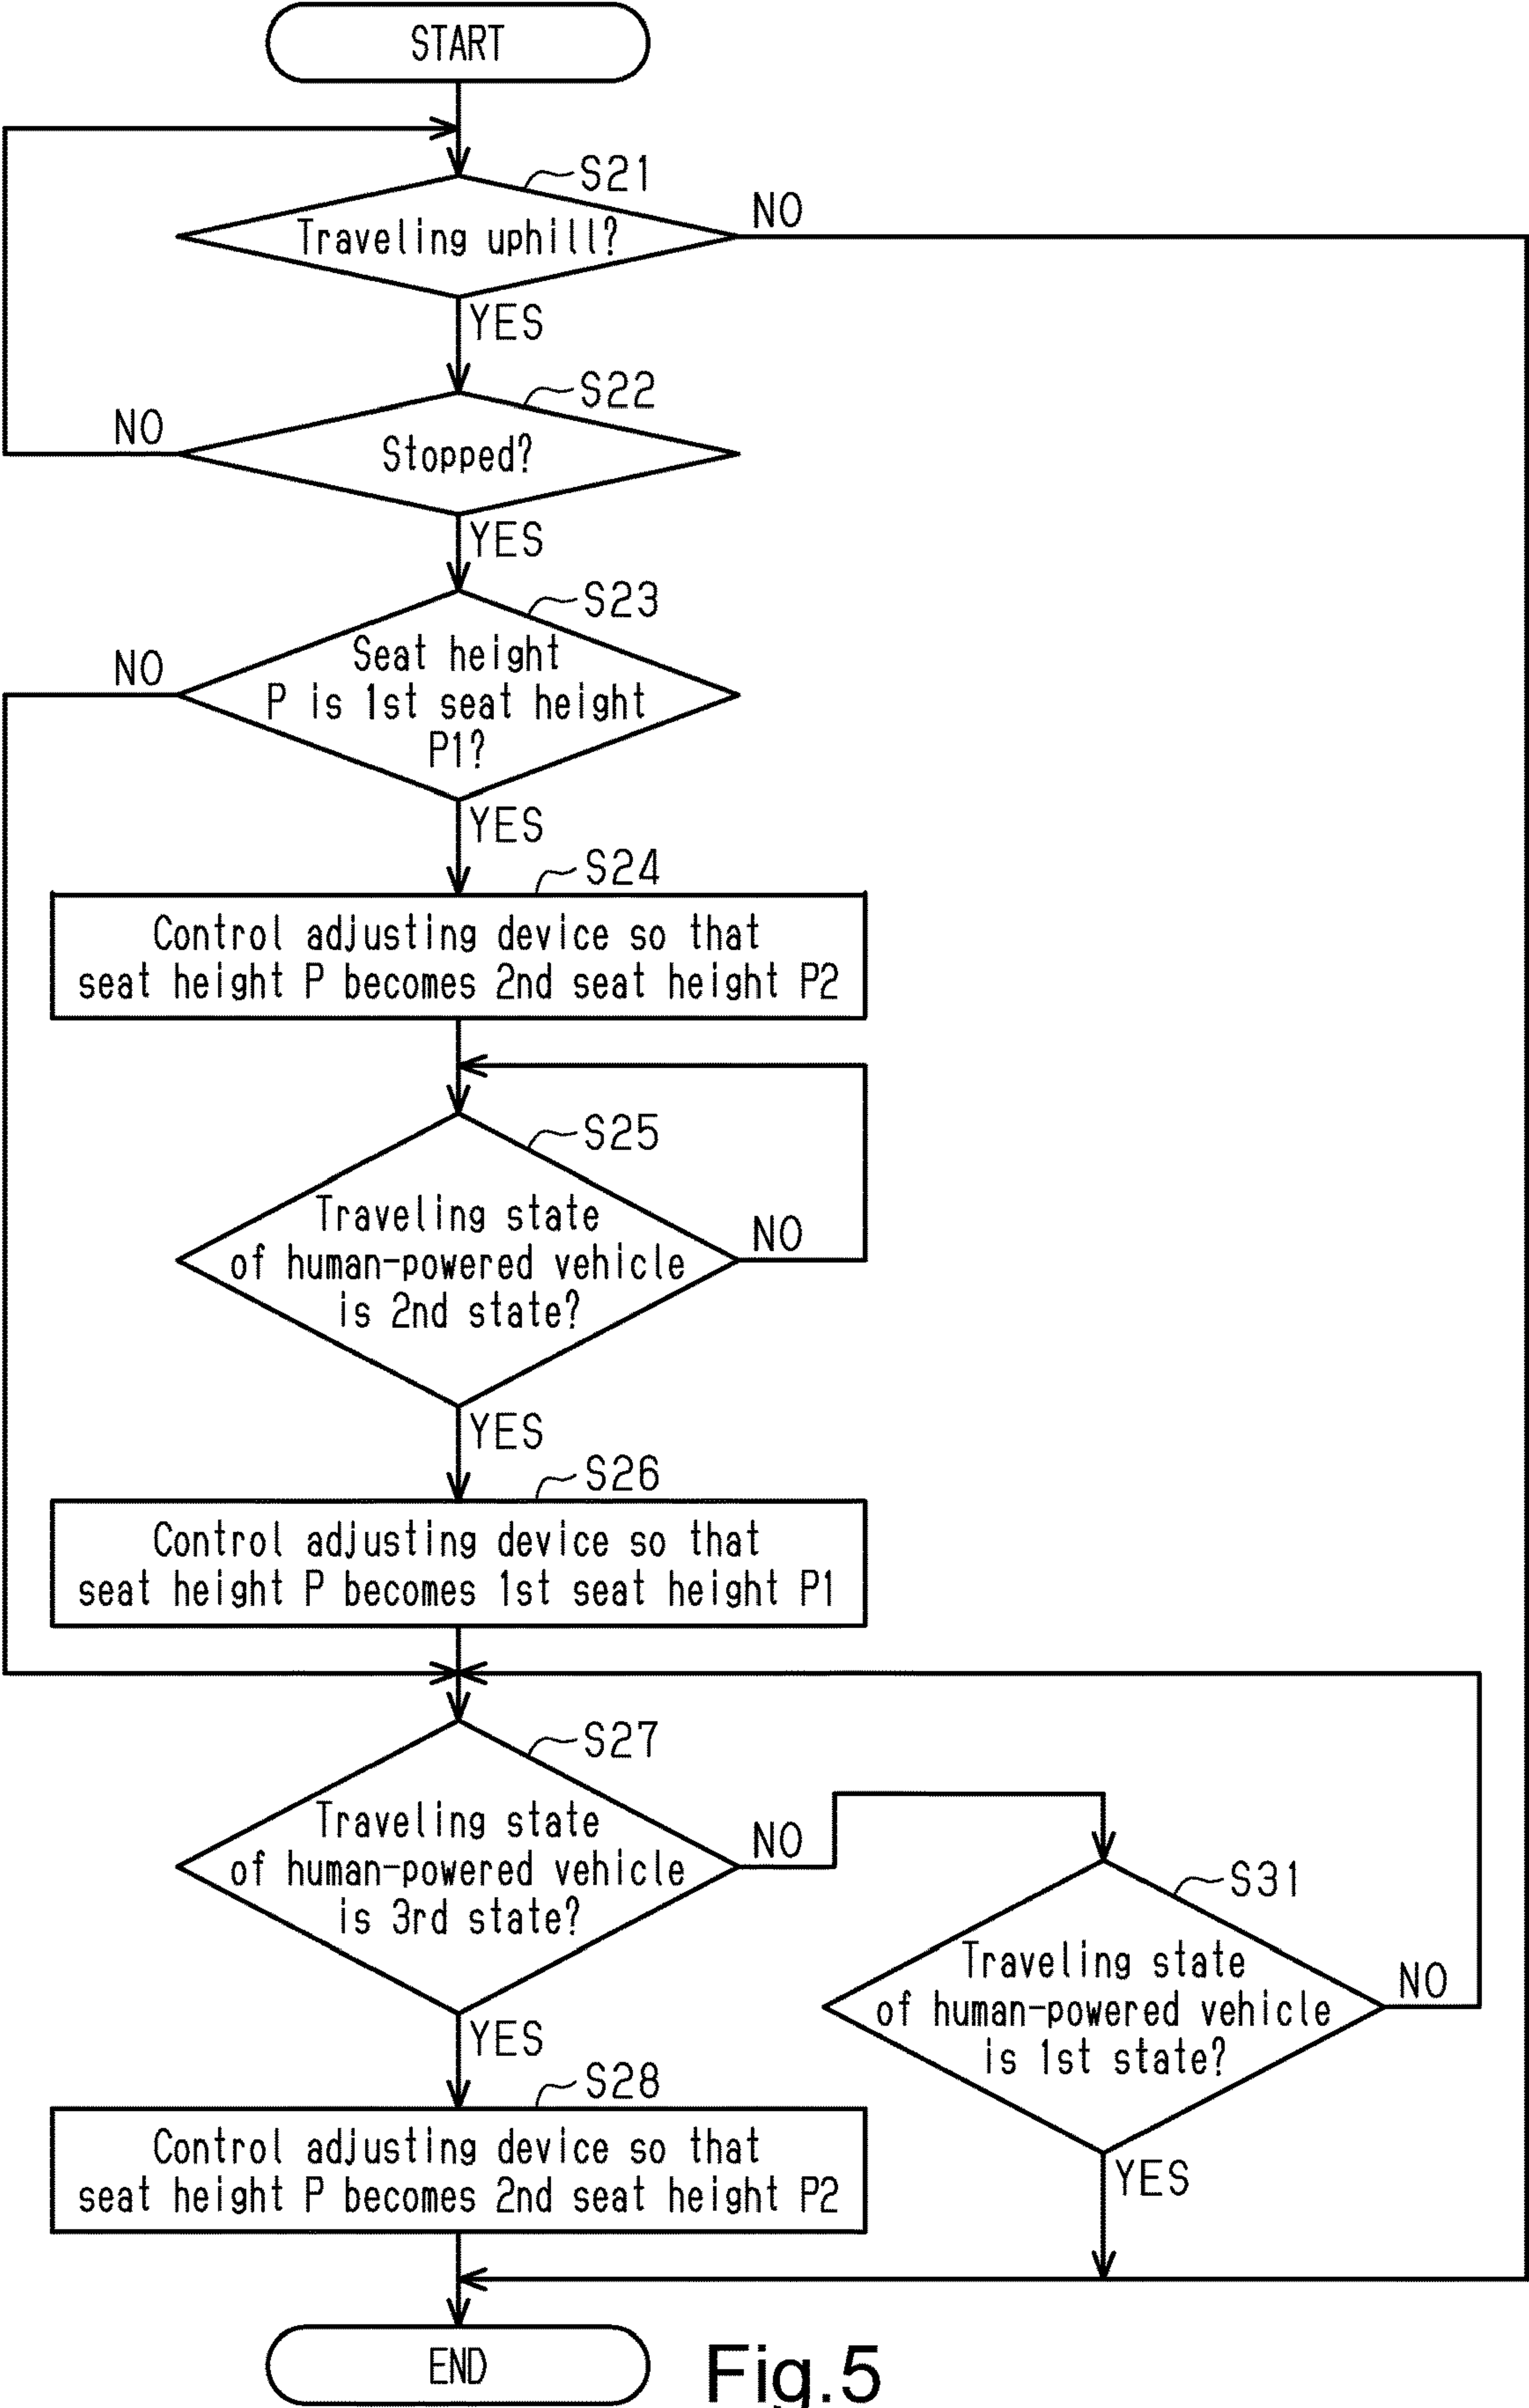 START
S21
Traveling uphill?
NO
YES
S22
NO
Stopped?
YES
S23
NO
Seat height
P is 1st seat height
P1?
YES
S24
Control adjusting device so that
seat height P becomes 2nd seat height P2
S25
Traveling state
of human-powered vehicle
is 2nd state?
NO
YES
S26
Control adjusting device so that
seat height P becomes 1st seat height P1
S27
Traveling state
of human-powered vehicle
is 3rd state?
NO
S31
Traveling state
of human-powered vehicle
is 1st state?
NO
YES
S28
Control adjusting device so that
seat height P becomes 2nd seat height P2
YES
END
Fig.5